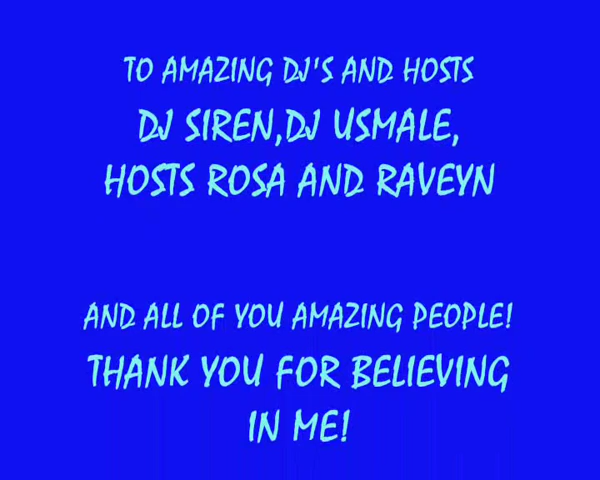 TO AMAZING DJ'S AND HOSTS
DJ SIREN,DJ USMALE,
HOSTS ROSA AND RAVEYN
AND ALL OF YOU AMAZING PEOPLE!
THANK YOU FOR BELIEVING
IN ME!